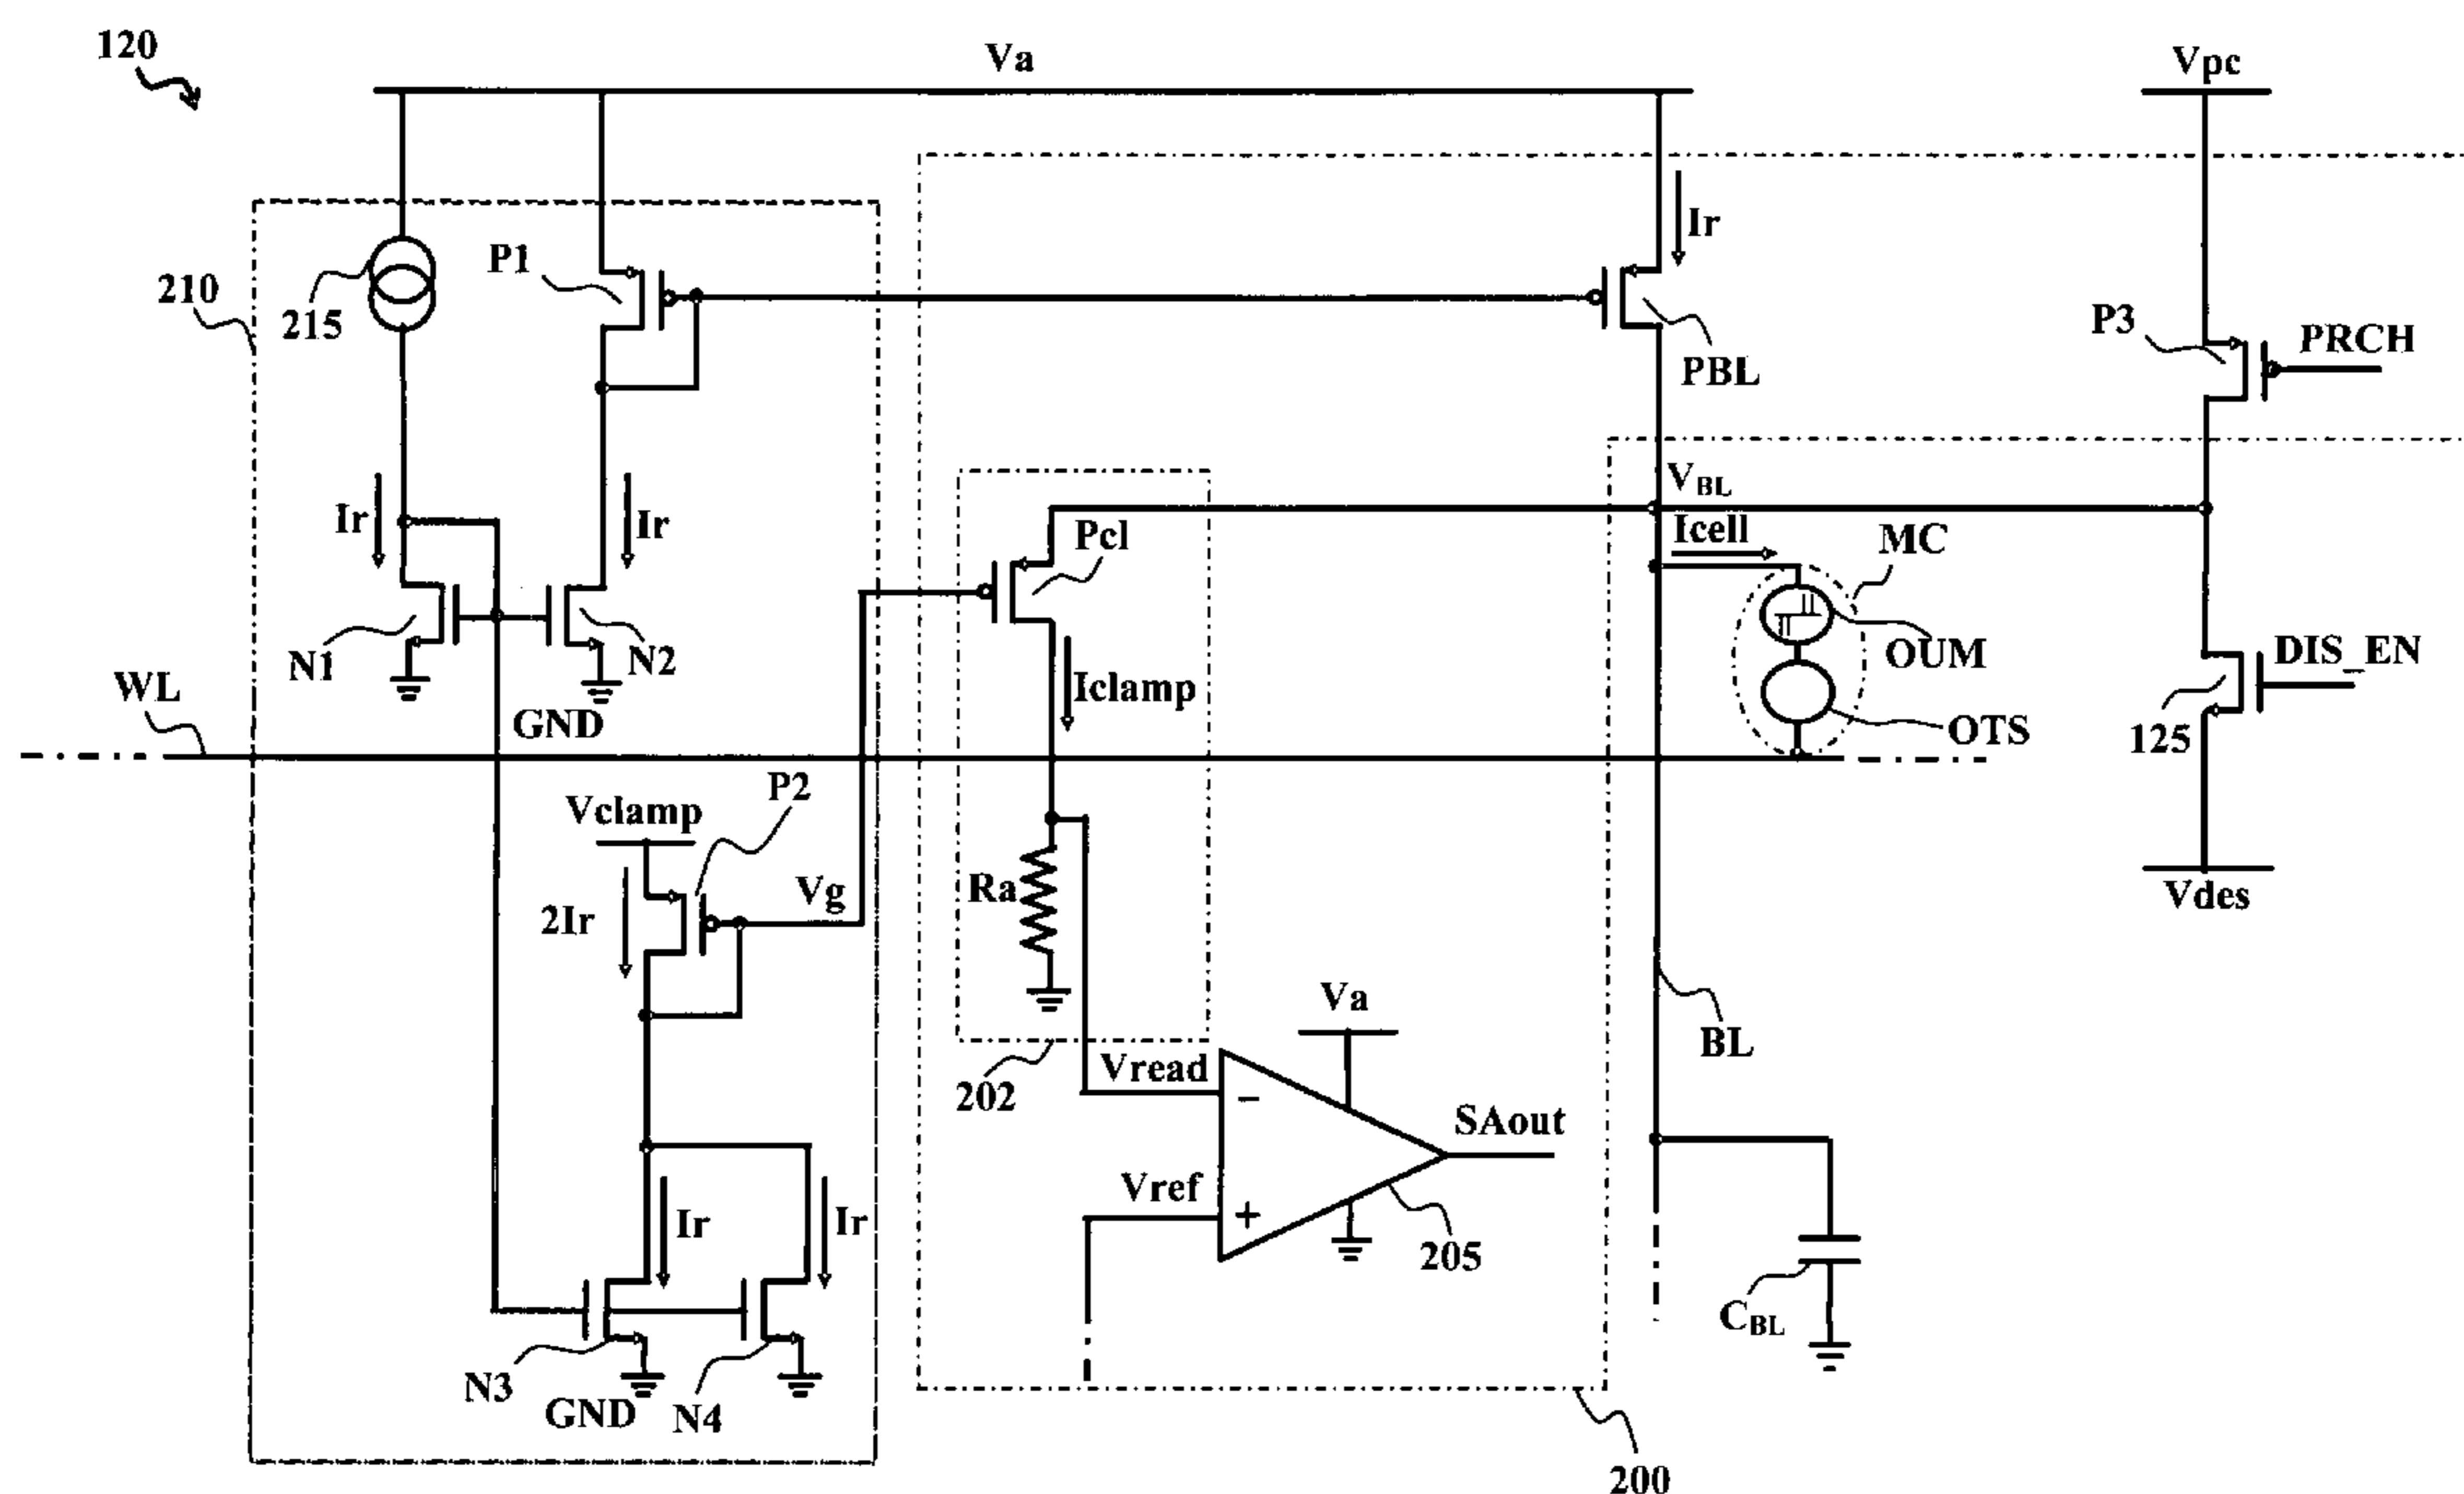 120
Va
Vpc
Ir
P1
210
215
PBL
P3
PRCH
VBL
Ir
Ir
Pcl
Icell
MC
N1
N2
OUM
DIS_EN
WL
GND
Iclamp
OTS
125
P2
Vclamp
2Ir
Vg
Ra
Vdes
Va
BL
202
Vread
−
SAout
Vref
+
Ir
Ir
205
CBL
N3
GND
N4
200